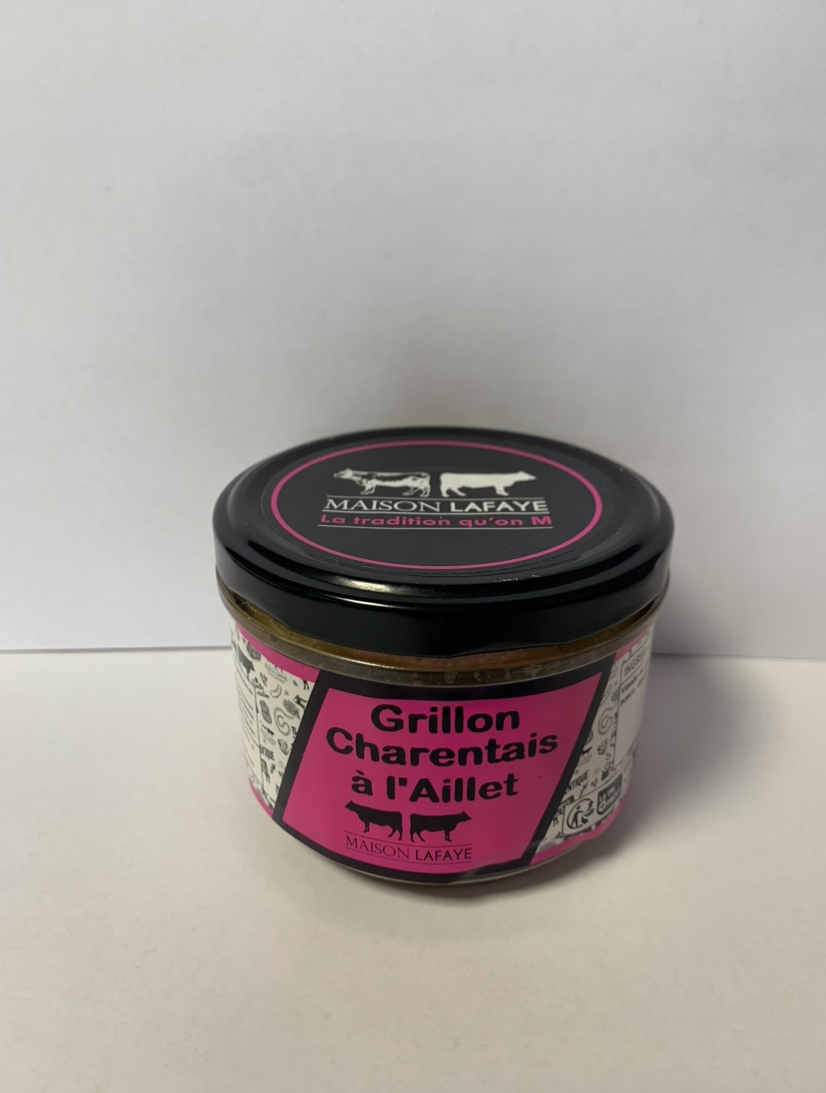 MAISON LAFAYE
La tradition qu'on M
Grillon
Charentais
à l'Aillet
MAISON LAFAYE